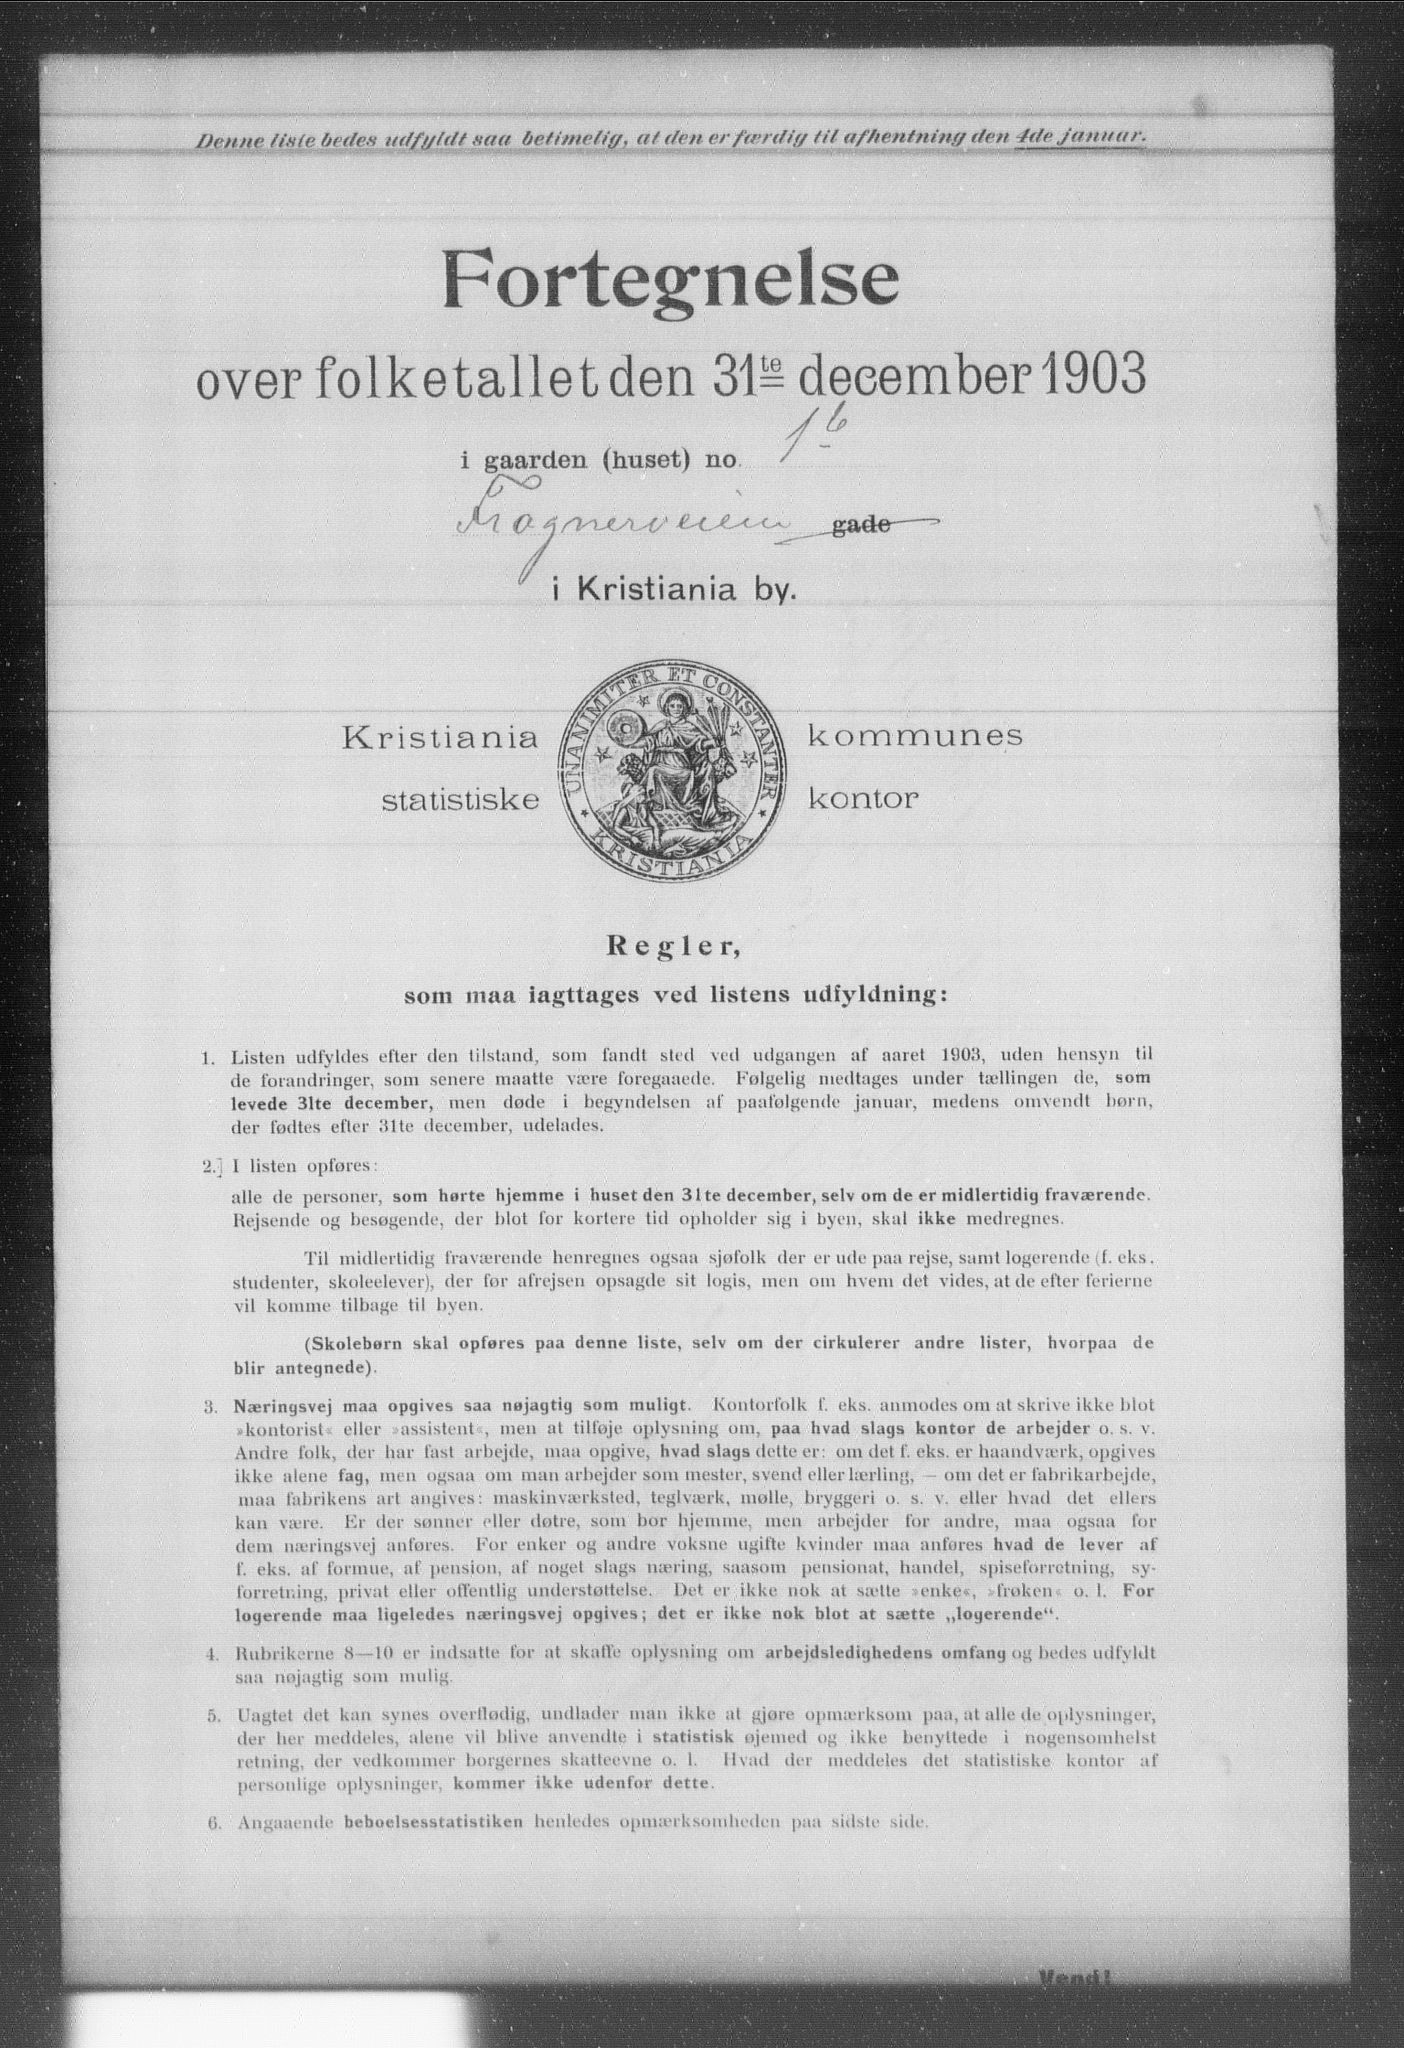 Denne liste bedes udfyldt saa betimelig, at den er færdig til afhentning den 4de januar.
Fortegnelse
over folketallet den 31te december 1903
i gaarden (huset) no. 1b
Frognerveien gade
i Kristiania by.
UNANIMITER ET CONSTANTER
KRISTIANIA
Kristiania kommunes
statistiske kontor
Regler,
som maa iagttages ved listens udfyldning:
1. Listen udfyldes efter den tilstand, som fandt sted ved udgangen af aaret 1903, uden hensyn til
de forandringer, som senere maatte være foregaaede. Følgelig medtages under tællingen de, som
levede 31te december, men døde i begyndelsen af paafølgende januar, medens omvendt børn,
der fødtes efter 31te december, udelades.
2. I listen opføres:
alle de personer, som hørte hjemme i huset den 31te december, selv om de er midlertidig fraværende.
Rejsende og besøgende, der blot for kortere tid opholder sig i byen, skal ikke medregnes.
Til midlertidig fraværende henregnes ogsaa sjøfolk der er ude paa rejse, samt logerende (f. eks.
studenter, skoleelever), der før afrejsen opsagde sit logis, men om hvem det vides, at de efter ferierne
vil komme tilbage til byen.
(Skolebørn skal opføres paa denne liste, selv om der cirkulerer andre lister, hvorpaa de
blir antegnede).
3. Næringsvej maa opgives saa nøjagtig som muligt. Kontorfolk f. eks. anmodes om at skrive ikke blot
»kontorist« eller »assistent«, men at tilføje oplysning om, paa hvad slags kontor de arbejder o. s. v.
Andre folk, der har fast arbejde, maa opgive, hvad slags dette er: om det f. eks. er haandværk, opgives
ikke alene fag, men ogsaa om man arbejder som mester, svend eller lærling, — om det er fabrikarbejde,
maa fabrikens art angives: maskinværksted, teglværk, mølle, bryggeri o. s. v. eller hvad det ellers
kan være. Er der sønner eller døtre, som bor hjemme, men arbejder for andre, maa ogsaa for
dem næringsvej anføres. For enker og andre voksne ugifte kvinder maa anføres hvad de lever af
f. eks. af formue, af pension, af noget slags næring, saasom pensionat, handel, spiseforretning, sy-
forretning, privat eller offentlig understøttelse. Det er ikke nok at sætte »enke«, »frøken« o. l. For
logerende maa ligeledes næringsvej opgives; det er ikke nok blot at sætte „logerende“.
4. Rubrikerne 8—10 er indsatte for at skaffe oplysning om arbejdsledighedens omfang og bedes udfyldt
saa nøjagtig som mulig.
5. Uagtet det kan synes overflødig, undlader man ikke at gjøre opmærksom paa, at alle de oplysninger,
der her meddeles, alene vil blive anvendte i statistisk øjemed og ikke benyttede i nogensomhelst
retning, der vedkommer borgernes skatteevne o. l. Hvad der meddeles det statistiske kontor af
personlige oplysninger, kommer ikke udenfor dette.
6. Angaaende beboelsesstatistiken henledes opmærksomheden paa sidste side.
Vend!